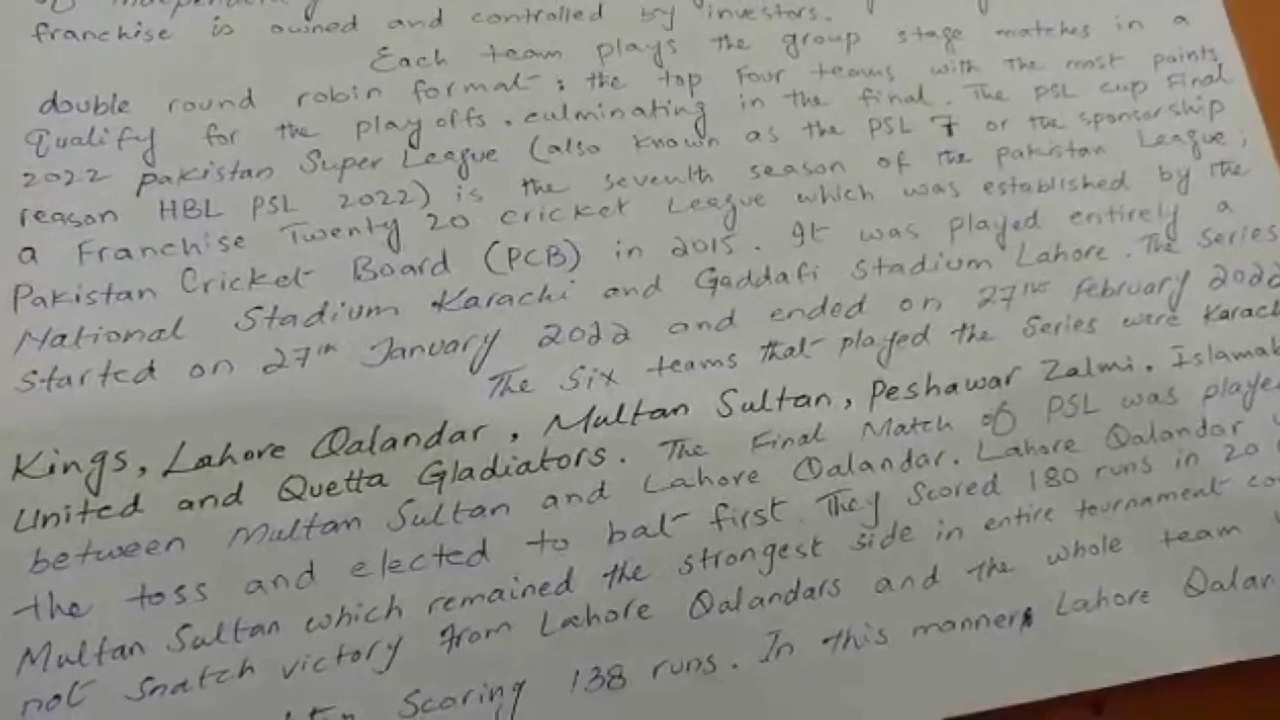 franchise is owned and controlled by investors.
Each team plays the group stage matches in a
double round robin format; the top four teams with The most points
Qualify for the play offs, culminating in the final. The PSL cup Final
2022 pakistan Super League (also known as the PSL 7 or the sponsorship
reason HBL PSL 2022) is the seventh season of the pakistan League,
a Franchise Twenty 20 cricket League which was established by the
Pakistan Cricket Board (PCB) in 2015. It was played entirely a
National Stadium Karachi and Gaddafi Stadium Lahore. The Series
Started on 27th January 2022 and ended on 27th February 2022
The Six teams that played the Series were Karach
Kings, Lahore Qalandar, Multan Sultan, Peshawar Zalmi, Islamab
United and Quetta Gladiators. The Final Match of PSL was playe
between Multan Sultan and Lahore Qalandar. Lahore Qalandar
the toss and elected to bat first. They Scored 180 runs in 20
Multan Sultan which remained the strongest side in entire tournament co
not snatch victory from Lahore Qalandars and the whole team
Scoring 138 runs. In this manner, Lahore Qalan